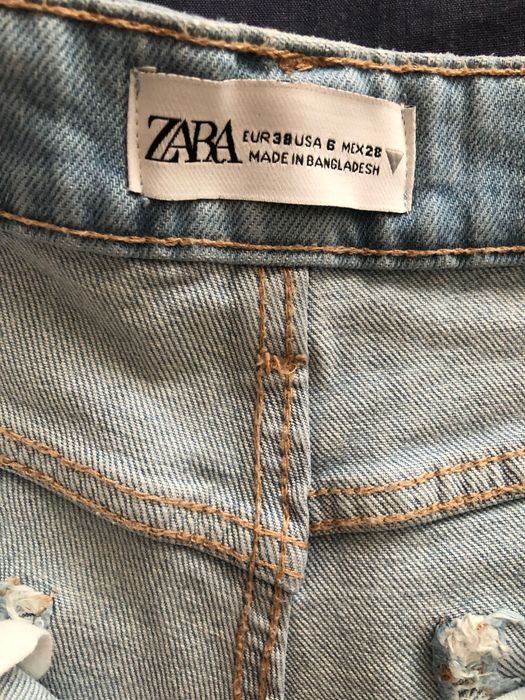 ZARA
EUR 38 USA 6 MEX 28
MADE IN BANGLADESH